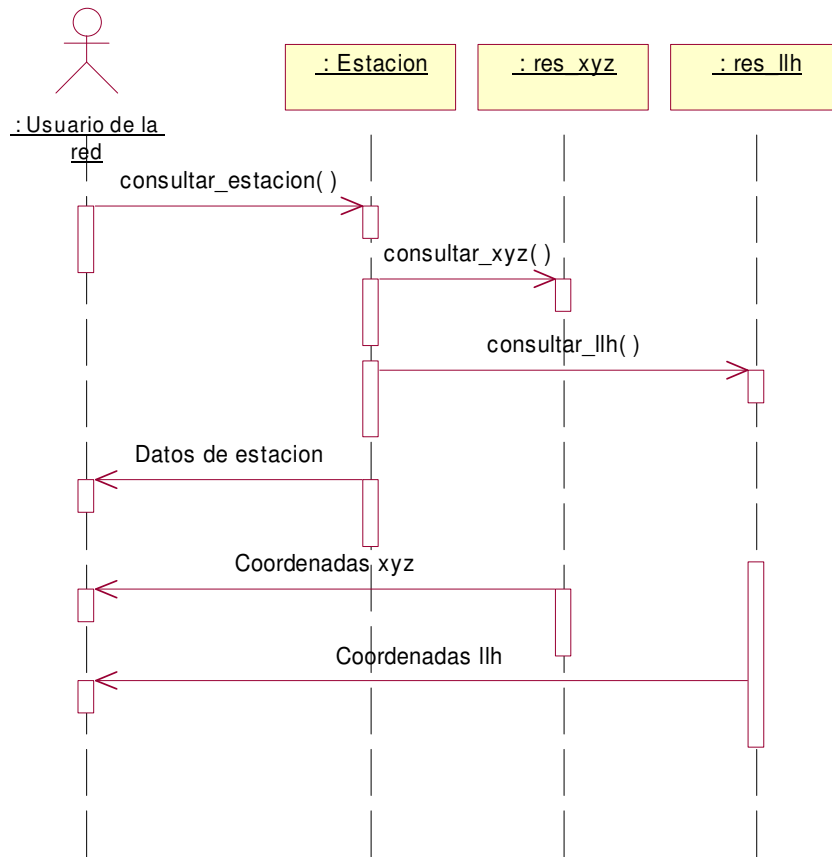 : Estacion
: res_xyz
: res_llh
: Usuario de la
red
consultar_estacion( )
consultar_xyz( )
consultar_llh( )
Datos de estacion
Coordenadas xyz
Coordenadas llh